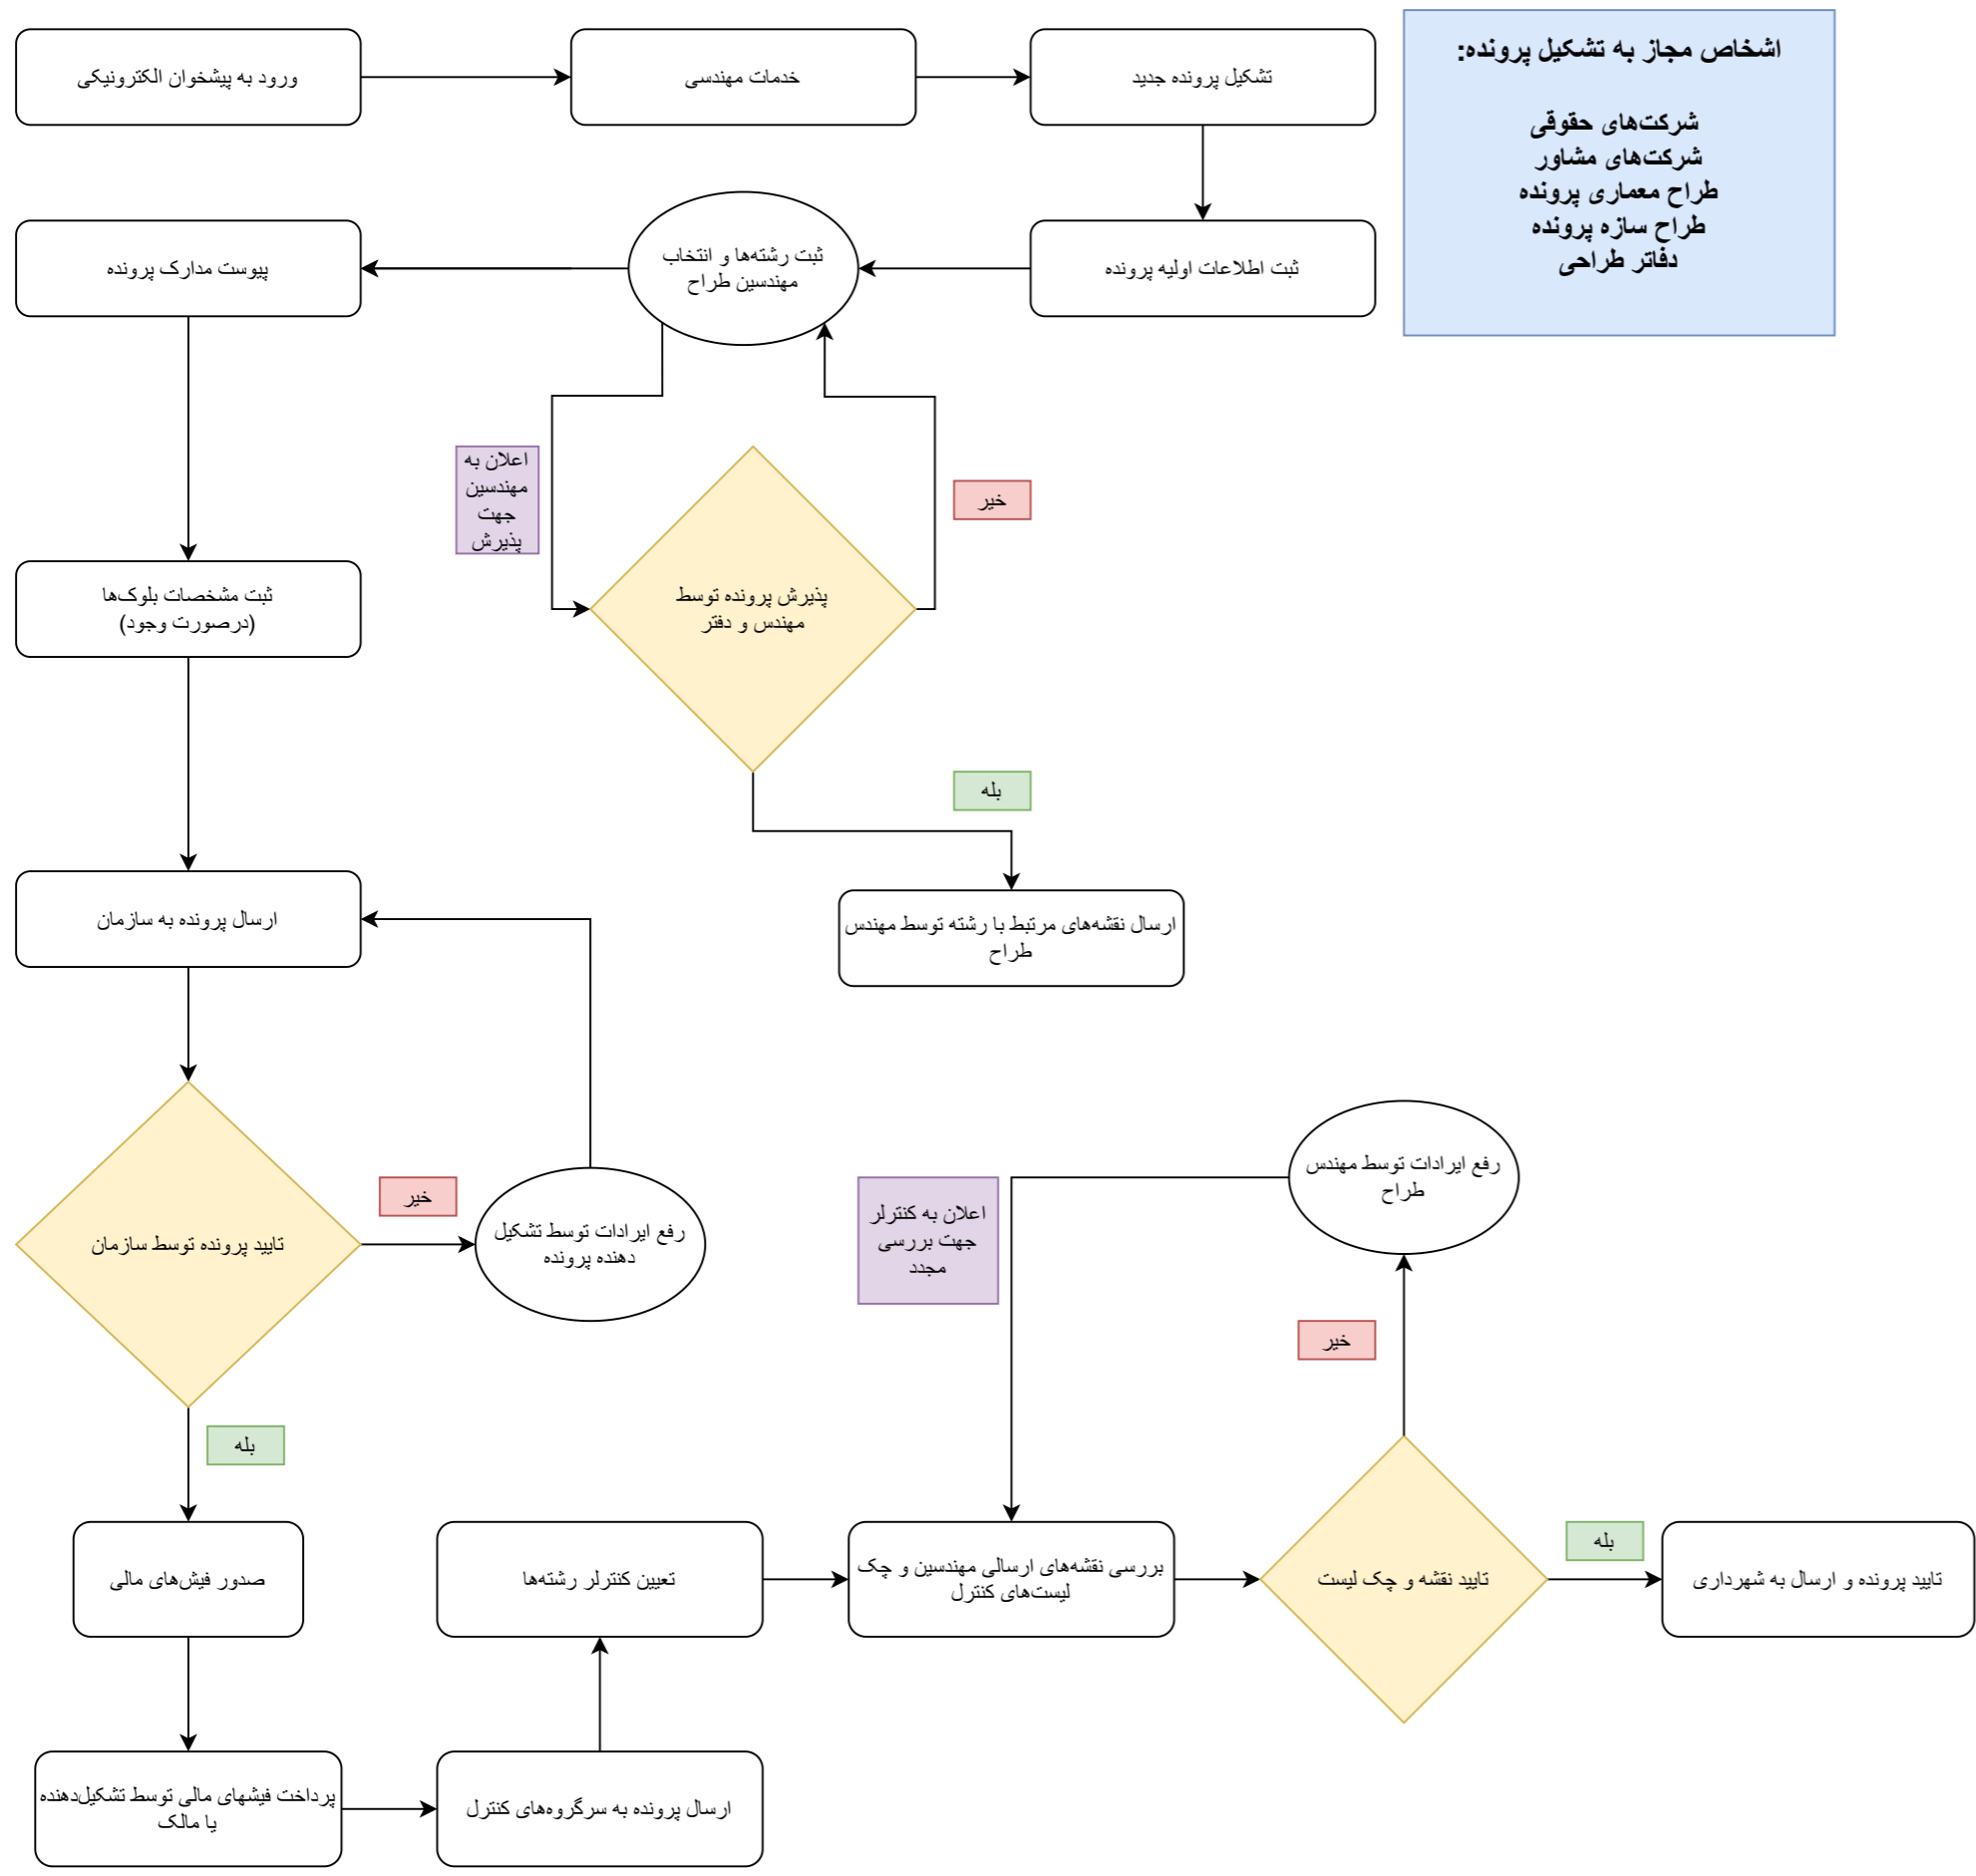 ورود به پیشخوان الکترونیکی
خدمات مهندسی
تشکیل پرونده جدید
اشخاص مجاز به تشکیل پرونده:
شرکت‌های حقوقی
شرکت‌های مشاور
طراح معماری پرونده
طراح سازه پرونده
دفاتر طراحی
ثبت اطلاعات اولیه پرونده
ثبت رشته‌ها و انتخاب
مهندسین طراح
پیوست مدارک پرونده
اعلان به
مهندسین
جهت
پذیرش
خیر
پذیرش پرونده توسط
مهندس و دفتر
ثبت مشخصات بلوک‌ها
(درصورت وجود)
بله
ارسال نقشه‌های مرتبط با رشته توسط مهندس
طراح
ارسال پرونده به سازمان
تایید پرونده توسط سازمان
خیر
رفع ایرادات توسط تشکیل
دهنده پرونده
بله
صدور فیش‌های مالی
پرداخت فیشهای مالی توسط تشکیل‌دهنده
یا مالک
ارسال پرونده به سرگروه‌های کنترل
تعیین کنترلر رشته‌ها
بررسی نقشه‌های ارسالی مهندسین و چک
لیست‌های کنترل
تایید نقشه و چک لیست
خیر
رفع ایرادات توسط مهندس
طراح
اعلان به کنترلر
جهت بررسی
مجدد
بله
تایید پرونده و ارسال به شهرداری